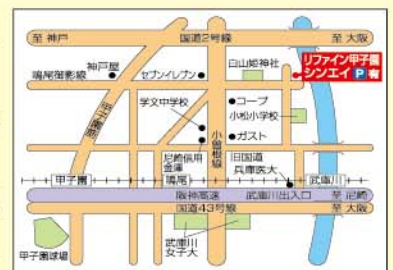 至 神戸
国道2号線
至 大阪
リファイン甲子園
シンエイ P 有
神戸屋
鳴尾御影線
セブンイレブン
白山姫神社
甲子園筋
学文中学校
小曽根線
コープ
小松小学校
ガスト
尼崎信用
金庫
旧国道
兵庫医大
甲子園
鳴尾
武庫川
阪神高速
武庫川出入口
至 尼崎
国道43号線
至 大阪
甲子園球場
武庫川
女子大